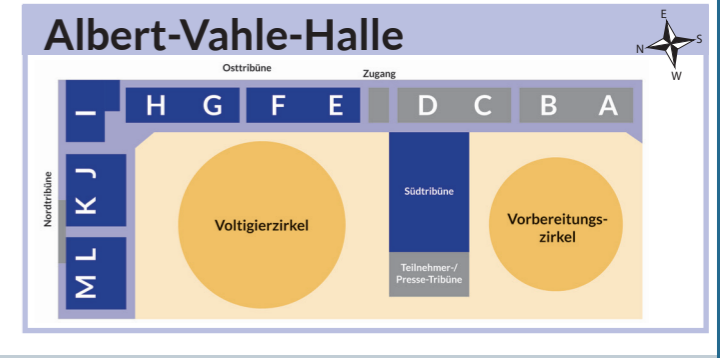 Albert-Vahle-Halle
E
N
S
W
Osttribüne
Zugang
I
H G F E D C B A
Nordtribüne
J
K
L
M
Südtribüne
Voltigierzirkel
Vorbereitungs-
zirkel
Teilnehmer-/
Presse-Tribüne